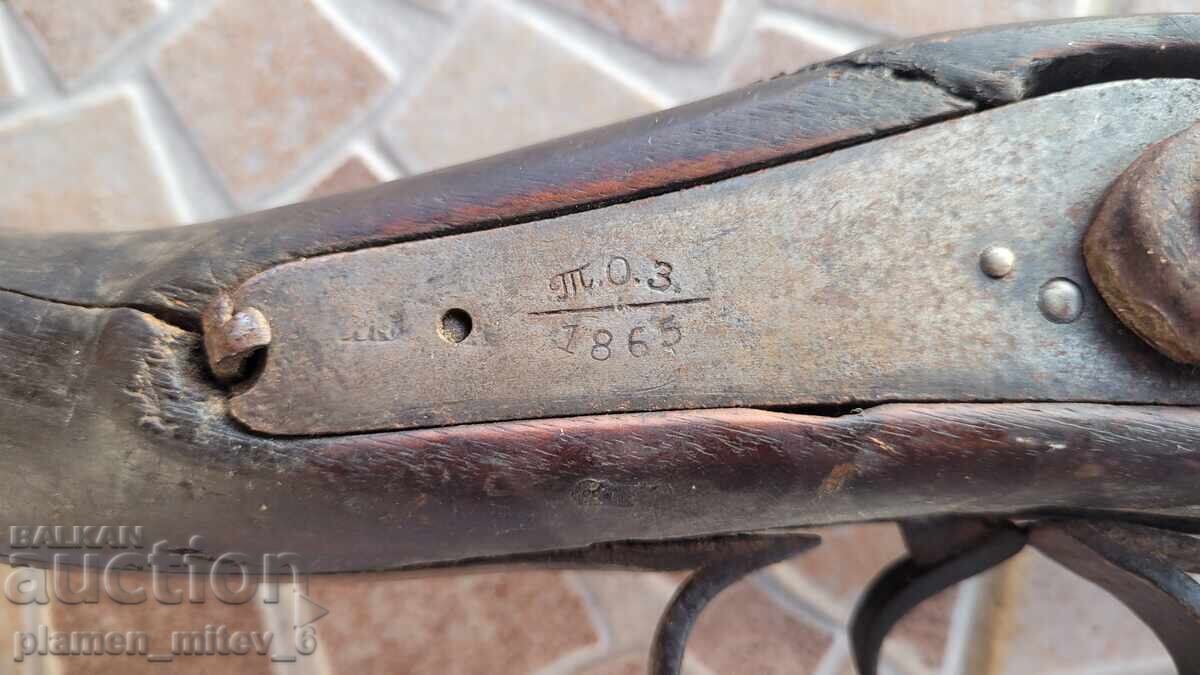 Т.О.З
1865
BALKAN
auction
plamen_mitev_6